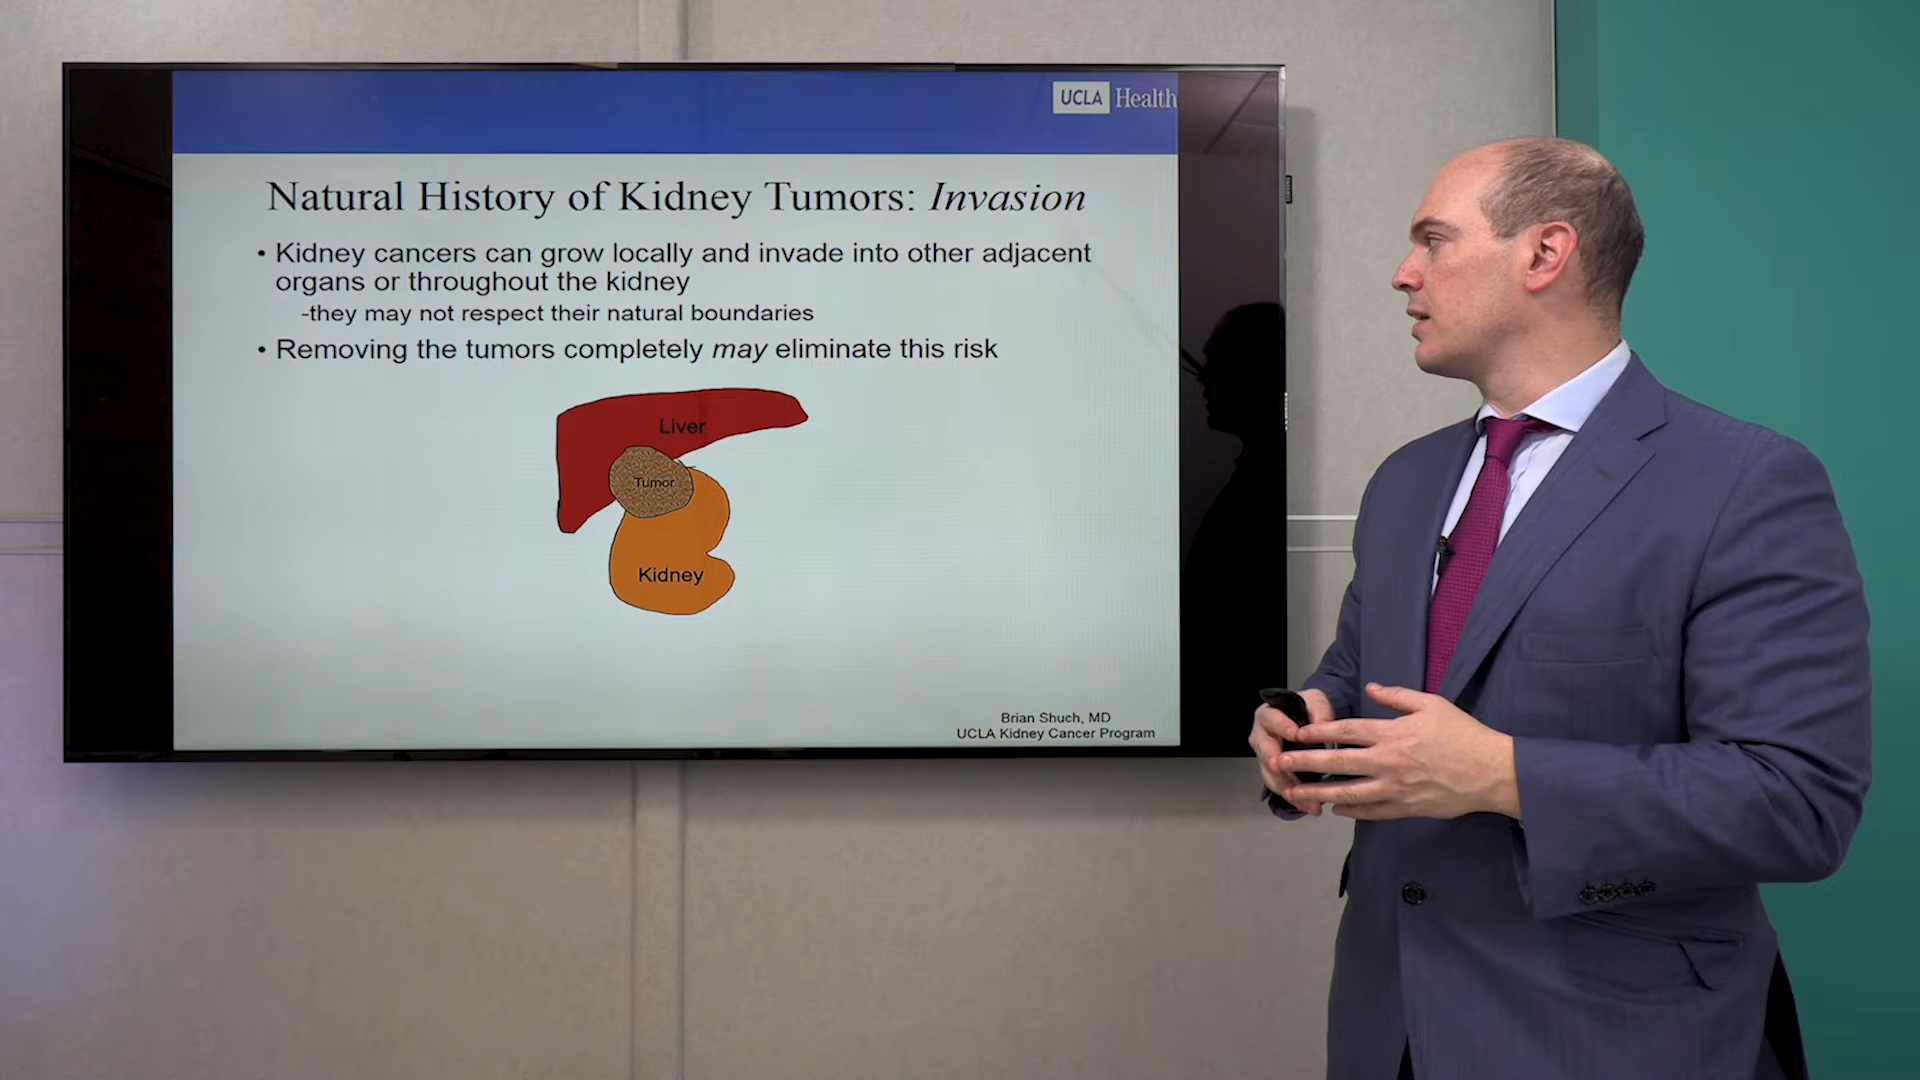 UCLA Health
Natural History of Kidney Tumors: Invasion
• Kidney cancers can grow locally and invade into other adjacent
organs or throughout the kidney
-they may not respect their natural boundaries
• Removing the tumors completely may eliminate this risk
Liver
Tumor
Kidney
Brian Shuch, MD
UCLA Kidney Cancer Program